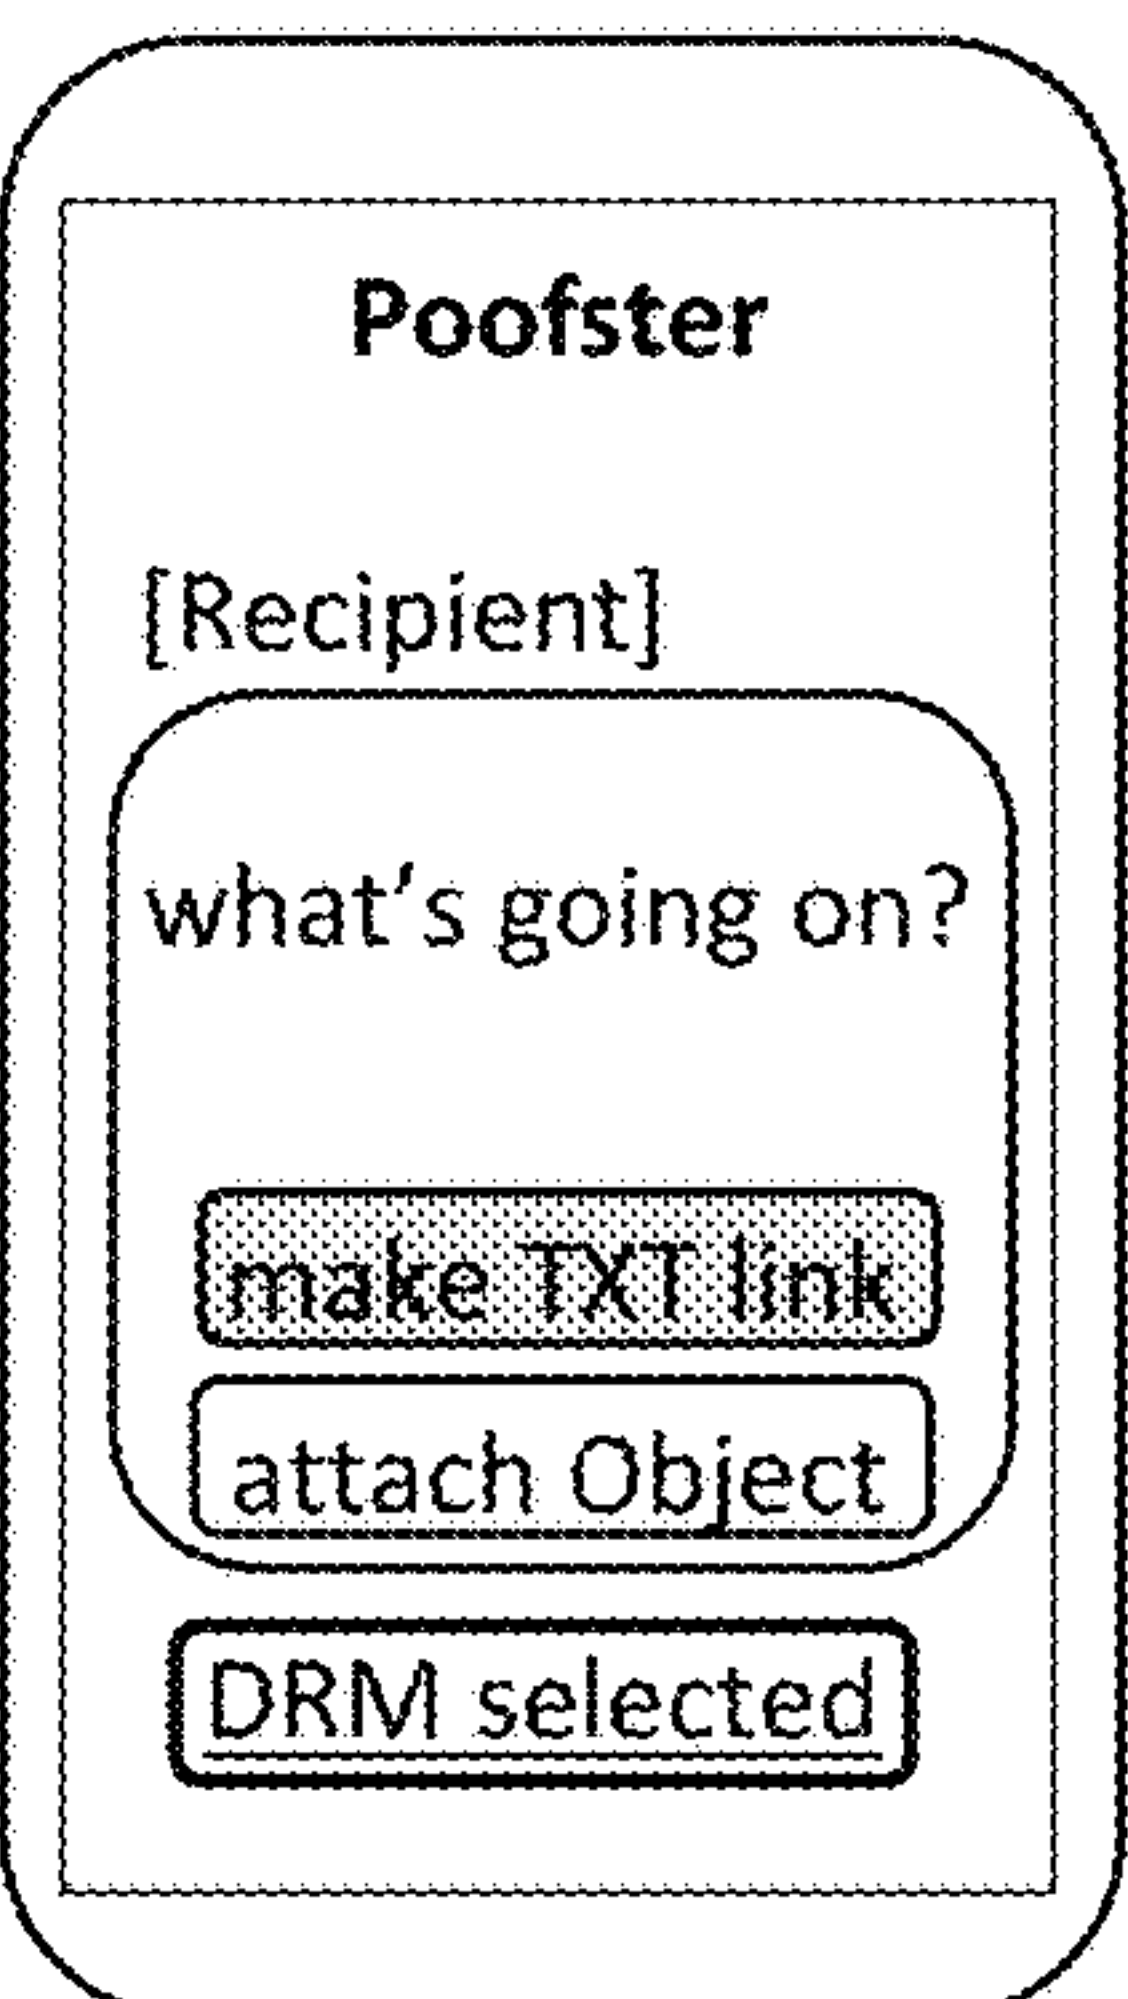 Poofster
[Recipient]
what's going on?
make TXT link
attach Object
DRM selected